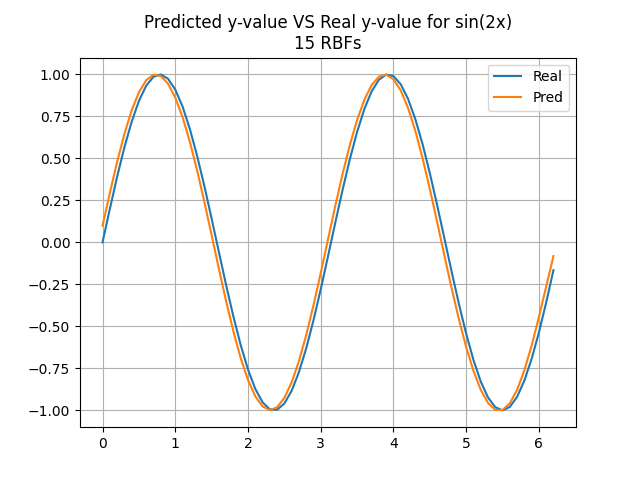 Predicted y-value VS Real y-value for sin(2x)
15 RBFs
Real
Pred
1.00
0.75
0.50
0.25
0.00
−0.25
−0.50
−0.75
−1.00
0 1 2 3 4 5 6